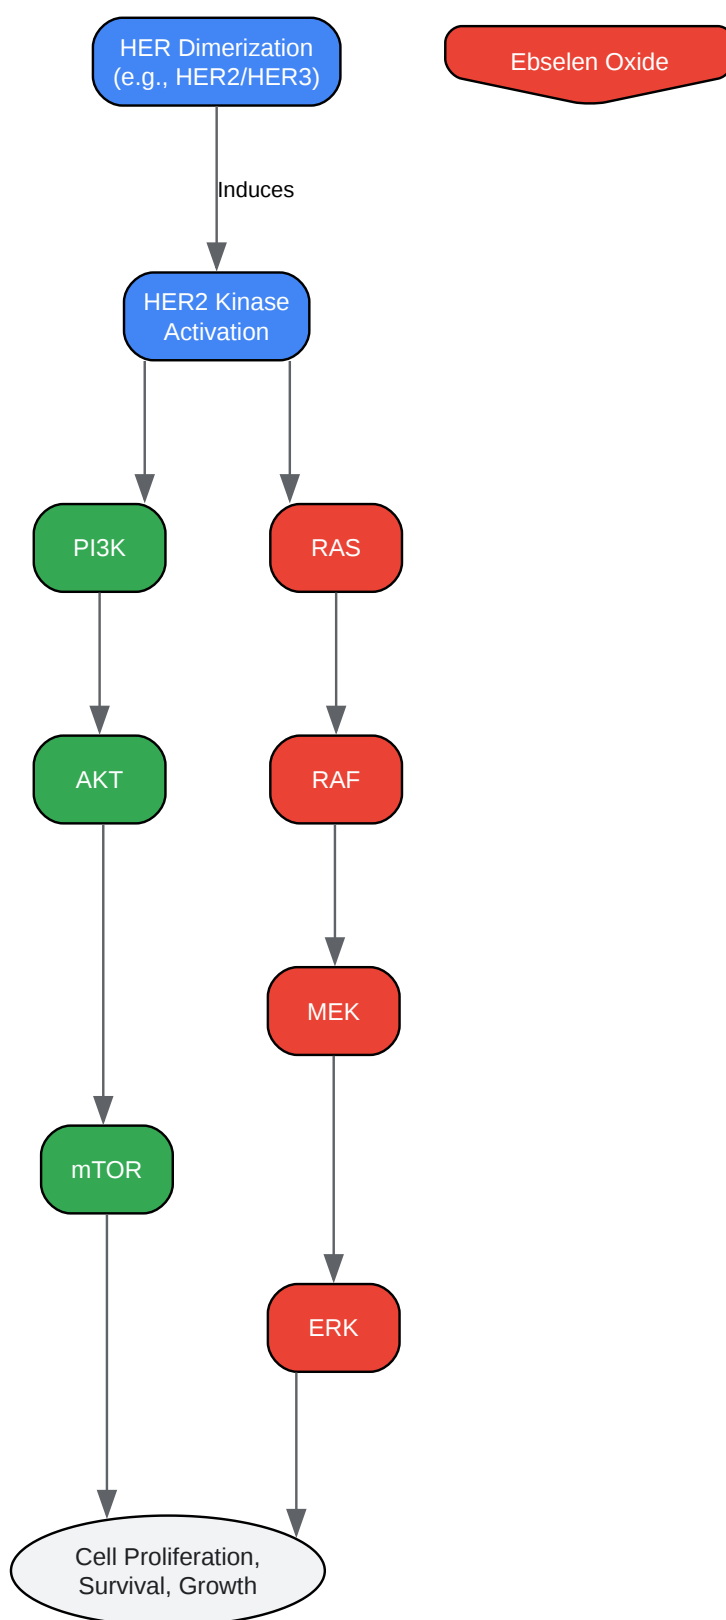 HER Dimerization
(e.g., HER2/HER3)
Ebselen Oxide
Induces
HER2 Kinase
Activation
PI3K
RAS
AKT
RAF
MEK
mTOR
ERK
Cell Proliferation,
Survival, Growth